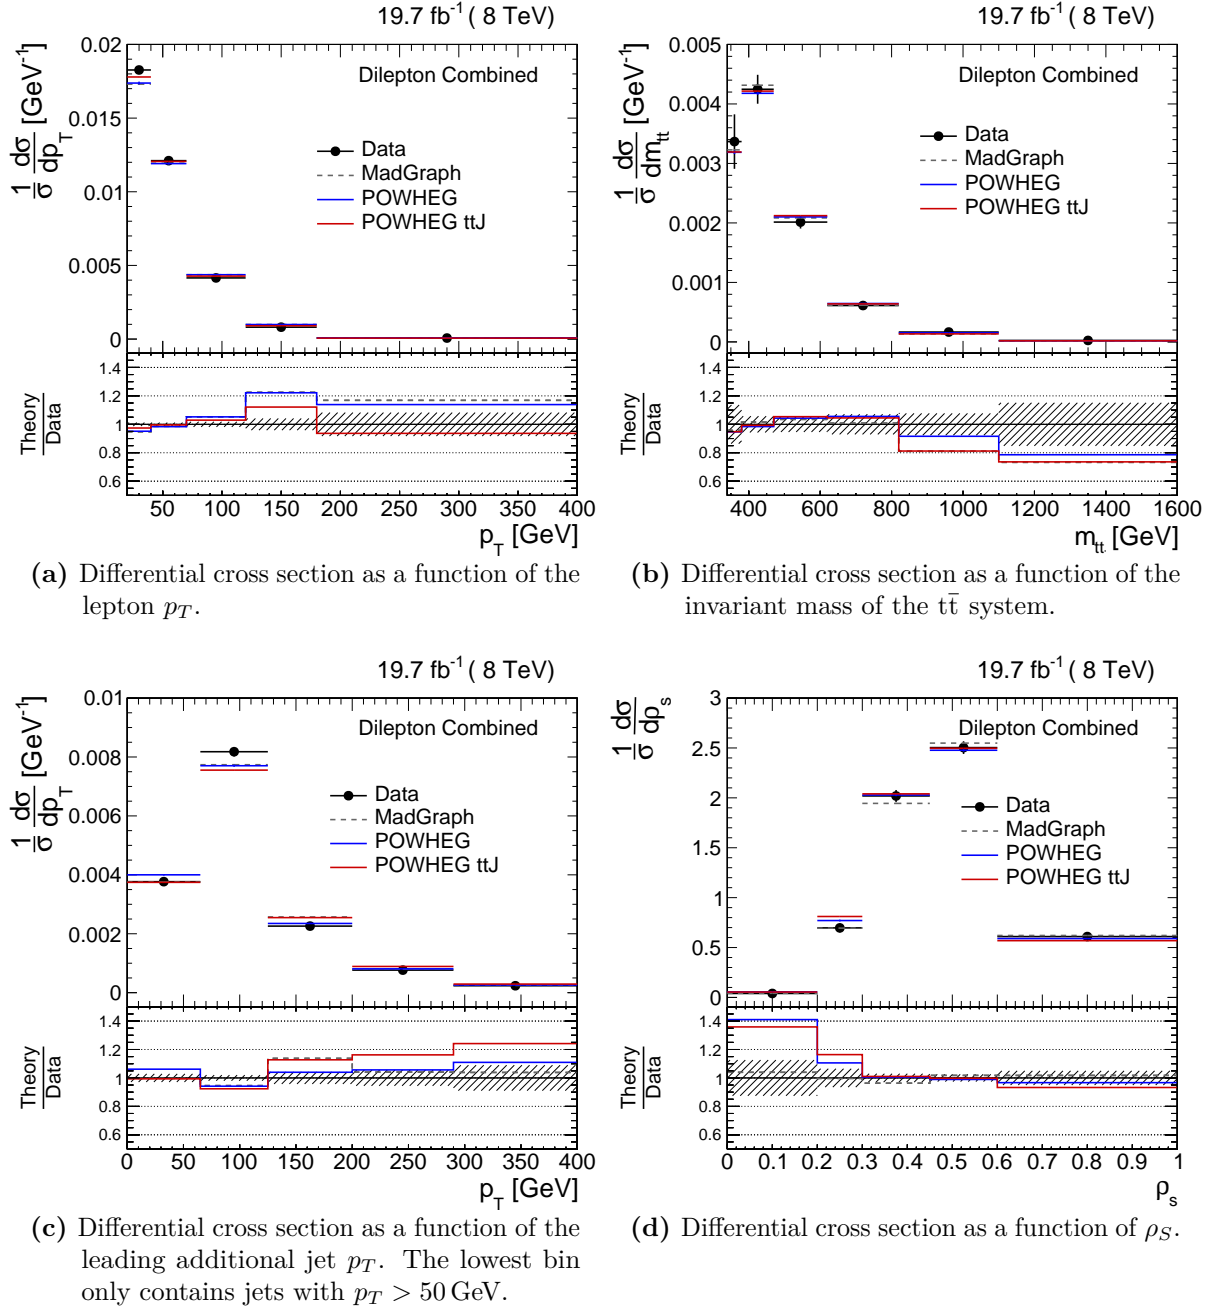 19.7 fb⁻¹ ( 8 TeV)
1/σ dσ/dp_T [GeV⁻¹]
0.02
0.015
0.01
0.005
0
Dilepton Combined
Data
MadGraph
POWHEG
POWHEG ttJ
Theory/Data
1.4
1.2
1
0.8
0.6
50 100 150 200 250 300 350 400
p_T [GeV]
(a) Differential cross section as a function of the
lepton p_T.
19.7 fb⁻¹ ( 8 TeV)
1/σ dσ/dm_tt [GeV⁻¹]
0.005
0.004
0.003
0.002
0.001
0
Dilepton Combined
Data
MadGraph
POWHEG
POWHEG ttJ
Theory/Data
1.4
1.2
1
0.8
0.6
400 600 800 1000 1200 1400 1600
m_tt [GeV]
(b) Differential cross section as a function of the
invariant mass of the tt̄ system.
19.7 fb⁻¹ ( 8 TeV)
1/σ dσ/dp_T [GeV⁻¹]
0.01
0.008
0.006
0.004
0.002
0
Dilepton Combined
Data
MadGraph
POWHEG
POWHEG ttJ
Theory/Data
1.4
1.2
1
0.8
0.6
0 50 100 150 200 250 300 350 400
p_T [GeV]
(c) Differential cross section as a function of the
leading additional jet p_T. The lowest bin
only contains jets with p_T > 50 GeV.
19.7 fb⁻¹ ( 8 TeV)
1/σ dσ/dρ_s
3
2.5
2
1.5
1
0.5
0
Dilepton Combined
Data
MadGraph
POWHEG
POWHEG ttJ
Theory/Data
1.4
1.2
1
0.8
0.6
0 0.1 0.2 0.3 0.4 0.5 0.6 0.7 0.8 0.9 1
ρ_s
(d) Differential cross section as a function of ρ_S.